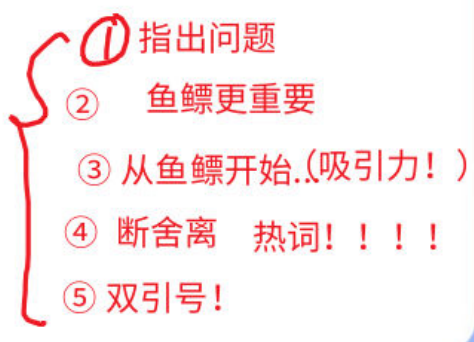 ① 指出问题
② 鱼鳔更重要
③ 从鱼鳔开始...（吸引力！）
④ 断舍离 热词！！！！
⑤ 双引号！